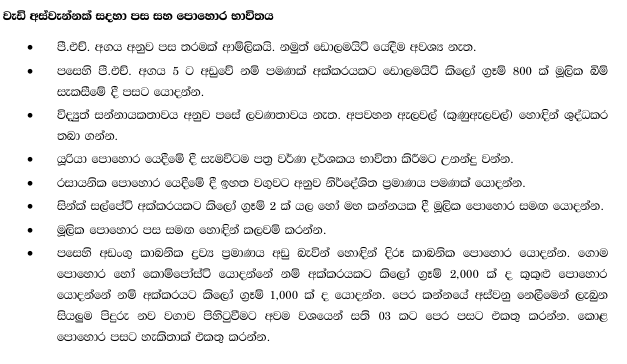 වැඩි අස්වැන්නක් සඳහා පස සහ පොහොර භාවිතය
• පී.එච්. අගය අනුව පස තරමක් ආම්ලිකයි. නමුත් ඩොලමයිට් යෙදීම අවශ්‍ය නැත.
• පසෙහි පී.එච්. අගය 5 ට අඩුවේ නම් පමණක් අක්කරයකට ඩොලමයිට් කිලෝ ග්‍රෑම් 800 ක් මූලික බිම්
සැකසීමේ දී පසට යොදන්න.
• විද්‍යුත් සන්නායකතාවය අනුව පසේ ලවණතාවය නැත. අපවහන ඇලවල් (කුණුඇලවල්) හොඳින් ශුද්ධකර
තබා ගන්න.
• යූරියා පොහොර යෙදීමේ දී සැමවිටම පත්‍ර වර්ණ දර්ශකය භාවිතා කිරීමට උනන්දු වන්න.
• රසායනික පොහොර යෙදීමේ දී ඉහත වගුවට අනුව නිර්දේශිත ප්‍රමාණය පමණක් යොදන්න.
• සින්ක් සල්පේට් අක්කරයකට කිලෝ ග්‍රෑම් 2 ක් යල හෝ මහ කන්නයක දී මූලික පොහොර සමඟ යොදන්න.
• මූලික පොහොර පස සමඟ හොඳින් කලවම් කරන්න.
• පසෙහි අඩංගු කාබනික ද්‍රව්‍ය ප්‍රමාණය අඩු බැවින් හොඳින් දිරූ කාබනික පොහොර යොදන්න. ගොම
පොහොර හෝ කොම්පෝස්ට් යොදන්නේ නම් අක්කරයකට කිලෝ ග්‍රෑම් 2,000 ක් ද කුකුළු පොහොර
යොදන්නේ නම් අක්කරයට කිලෝ ග්‍රෑම් 1,000 ක් ද යොදන්න. පෙර කන්නයේ අස්වනු නෙලීමෙන් ලැබුන
සියලුම පිදුරු නව වගාව පිහිටුවීමට අවම වශයෙන් සති 03 කට පෙර පසට එකතු කරන්න. කොළ
පොහොර පසට හැකිතාක් එකතු කරන්න.